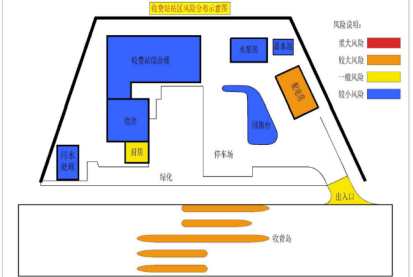 收费站站区风险分布示意图
风险说明:
重大风险
较大风险
一般风险
较小风险
收费站综合楼
水泵房
蓄水池
配电房
宿舍
国旗台
厨房
污水
处理
停车场
绿化
出入口
收费岛